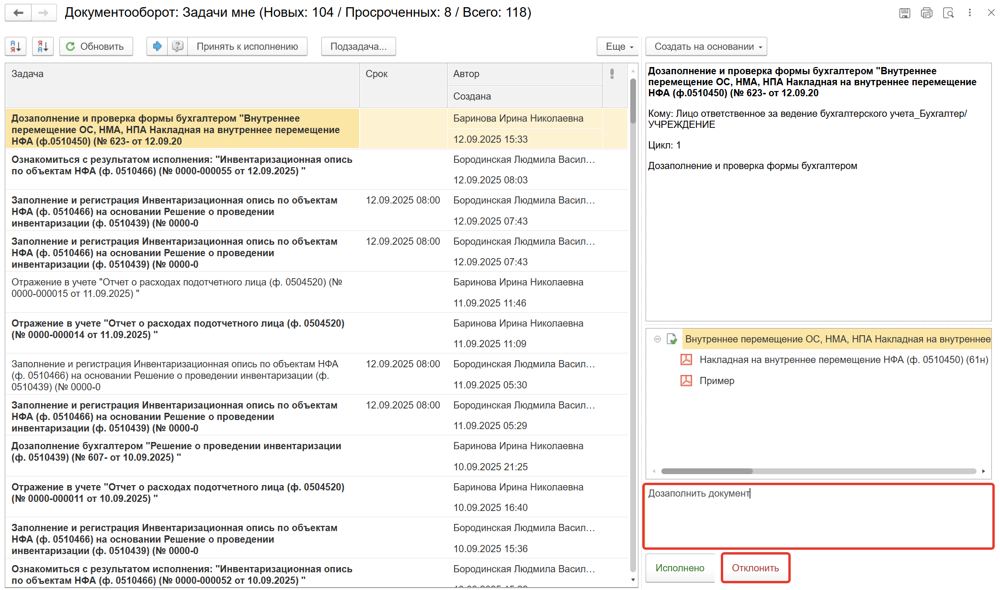 Документооборот: Задачи мне (Новых: 104 / Просроченных: 8 / Всего: 118)
Обновить
Принять к исполнению
Подзадача...
Еще
Создать на основании
Задача
Срок
Автор
Создана
Дозаполнение и проверка формы бухгалтером "Внутреннее
перемещение ОС, НМА, НПА Накладная на внутреннее перемещение
НФА (ф.0510450) (№ 623- от 12.09.20
Баринова Ирина Николаевна
12.09.2025 15:33
Ознакомиться с результатом исполнения: "Инвентаризационная опись
по объектам НФА (ф. 0510466) (№ 0000-000055 от 12.09.2025) "
Бородинская Людмила Васил...
12.09.2025 08:03
Заполнение и регистрация Инвентаризационная опись по объектам
НФА (ф. 0510466) на основании Решение о проведении
инвентаризации (ф. 0510439) (№ 0000-0
12.09.2025 08:00
Бородинская Людмила Васил...
12.09.2025 07:43
Заполнение и регистрация Инвентаризационная опись по объектам
НФА (ф. 0510466) на основании Решение о проведении
инвентаризации (ф. 0510439) (№ 0000-0
12.09.2025 08:00
Бородинская Людмила Васил...
12.09.2025 07:43
Отражение в учете "Отчет о расходах подотчетного лица (ф. 0504520) (№
0000-000015 от 11.09.2025) "
Баринова Ирина Николаевна
11.09.2025 11:46
Отражение в учете "Отчет о расходах подотчетного лица (ф. 0504520)
(№ 0000-000014 от 11.09.2025) "
Баринова Ирина Николаевна
11.09.2025 11:09
Заполнение и регистрация Инвентаризационная опись по объектам НФА
(ф. 0510466) на основании Решение о проведении инвентаризации (ф.
0510439) (№ 0000-0
12.09.2025 08:00
Бородинская Людмила Васил...
11.09.2025 05:30
Заполнение и регистрация Инвентаризационная опись по объектам
НФА (ф. 0510466) на основании Решение о проведении
инвентаризации (ф. 0510439) (№ 0000-0
12.09.2025 08:00
Бородинская Людмила Васил...
11.09.2025 05:29
Дозаполнение бухгалтером "Решение о проведении инвентаризации
(ф. 0510439) (№ 607- от 10.09.2025) "
Баринова Ирина Николаевна
10.09.2025 21:25
Отражение в учете "Отчет о расходах подотчетного лица (ф. 0504520)
(№ 0000-000011 от 10.09.2025) "
Баринова Ирина Николаевна
10.09.2025 16:40
Заполнение и регистрация Инвентаризационная опись по объектам
НФА (ф. 0510466) на основании Решение о проведении
инвентаризации (ф. 0510439) (№ 0000-0
Бородинская Людмила Васил...
10.09.2025 15:36
Ознакомиться с результатом исполнения: "Инвентаризационная опись
по объектам НФА (ф. 0510466) (№ 0000-000052 от 10.09.2025) "
Бородинская Людмила Васил...
Дозаполнение и проверка формы бухгалтером "Внутреннее
перемещение ОС, НМА, НПА Накладная на внутреннее перемещение
НФА (ф.0510450) (№ 623- от 12.09.20
Кому: Лицо ответственное за ведение бухгалтерского учета_Бухгалтер/
УЧРЕЖДЕНИЕ
Цикл: 1
Дозаполнение и проверка формы бухгалтером
Внутреннее перемещение ОС, НМА, НПА Накладная на внутреннее
Накладная на внутреннее перемещение НФА (ф. 0510450) (61н)
Пример
Дозаполнить документ
Исполнено
Отклонить